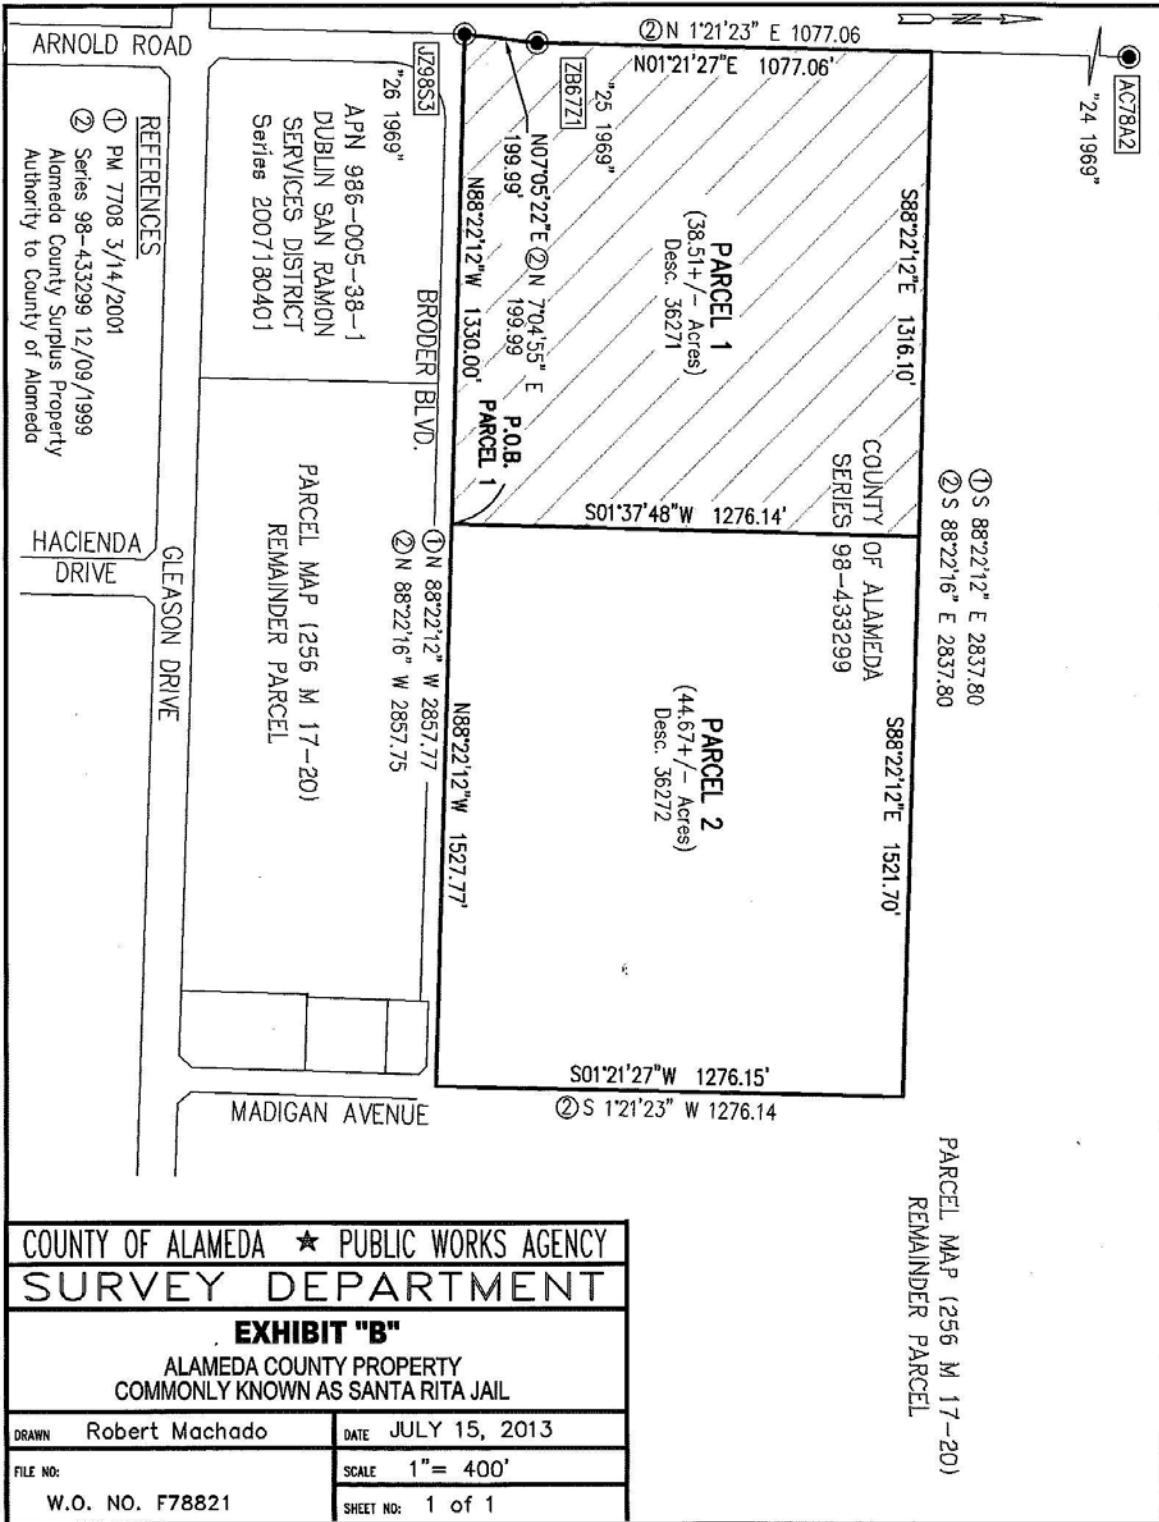 ARNOLD ROAD
② N 1°21'23" E 1077.06
N01°21'27"E 1077.06'
N
AC78A2
"24 1969"
JZ98S3
"26 1969"
ZB67Z1
"25 1969"
N07°05'22"E
199.99'
② N 7°04'55" E
199.99
S88°22'12"E 1316.10'
PARCEL 1
(38.51+/- Acres)
Desc. 36271
N88°22'12"W 1330.00'
P.O.B.
PARCEL 1
S01°37'48"W 1276.14'
COUNTY OF ALAMEDA
SERIES 98-433299
① S 88°22'12" E 2837.80
② S 88°22'16" E 2837.80
APN 986-005-38-1
DUBLIN SAN RAMON
SERVICES DISTRICT
Series 2007180401
BRODER BLVD.
REFERENCES
① PM 7708 3/14/2001
② Series 98-433299 12/09/1999
Alameda County Surplus Property
Authority to County of Alameda
HACIENDA
DRIVE
GLEASON DRIVE
PARCEL MAP (256 M 17-20)
REMAINDER PARCEL
① N 88°22'12" W 2857.77
② N 88°22'16" W 2857.75
N88°22'12"W 1527.77'
PARCEL 2
(44.67+/- Acres)
Desc. 36272
S88°22'12"E 1521.70'
S01°21'27"W 1276.15'
② S 1°21'23" W 1276.14
MADIGAN AVENUE
PARCEL MAP (256 M 17-20)
REMAINDER PARCEL
COUNTY OF ALAMEDA ★ PUBLIC WORKS AGENCY
SURVEY DEPARTMENT
EXHIBIT "B"
ALAMEDA COUNTY PROPERTY
COMMONLY KNOWN AS SANTA RITA JAIL
DRAWN Robert Machado
DATE JULY 15, 2013
FILE NO:
W.O. NO. F78821
SCALE 1"= 400'
SHEET NO: 1 of 1